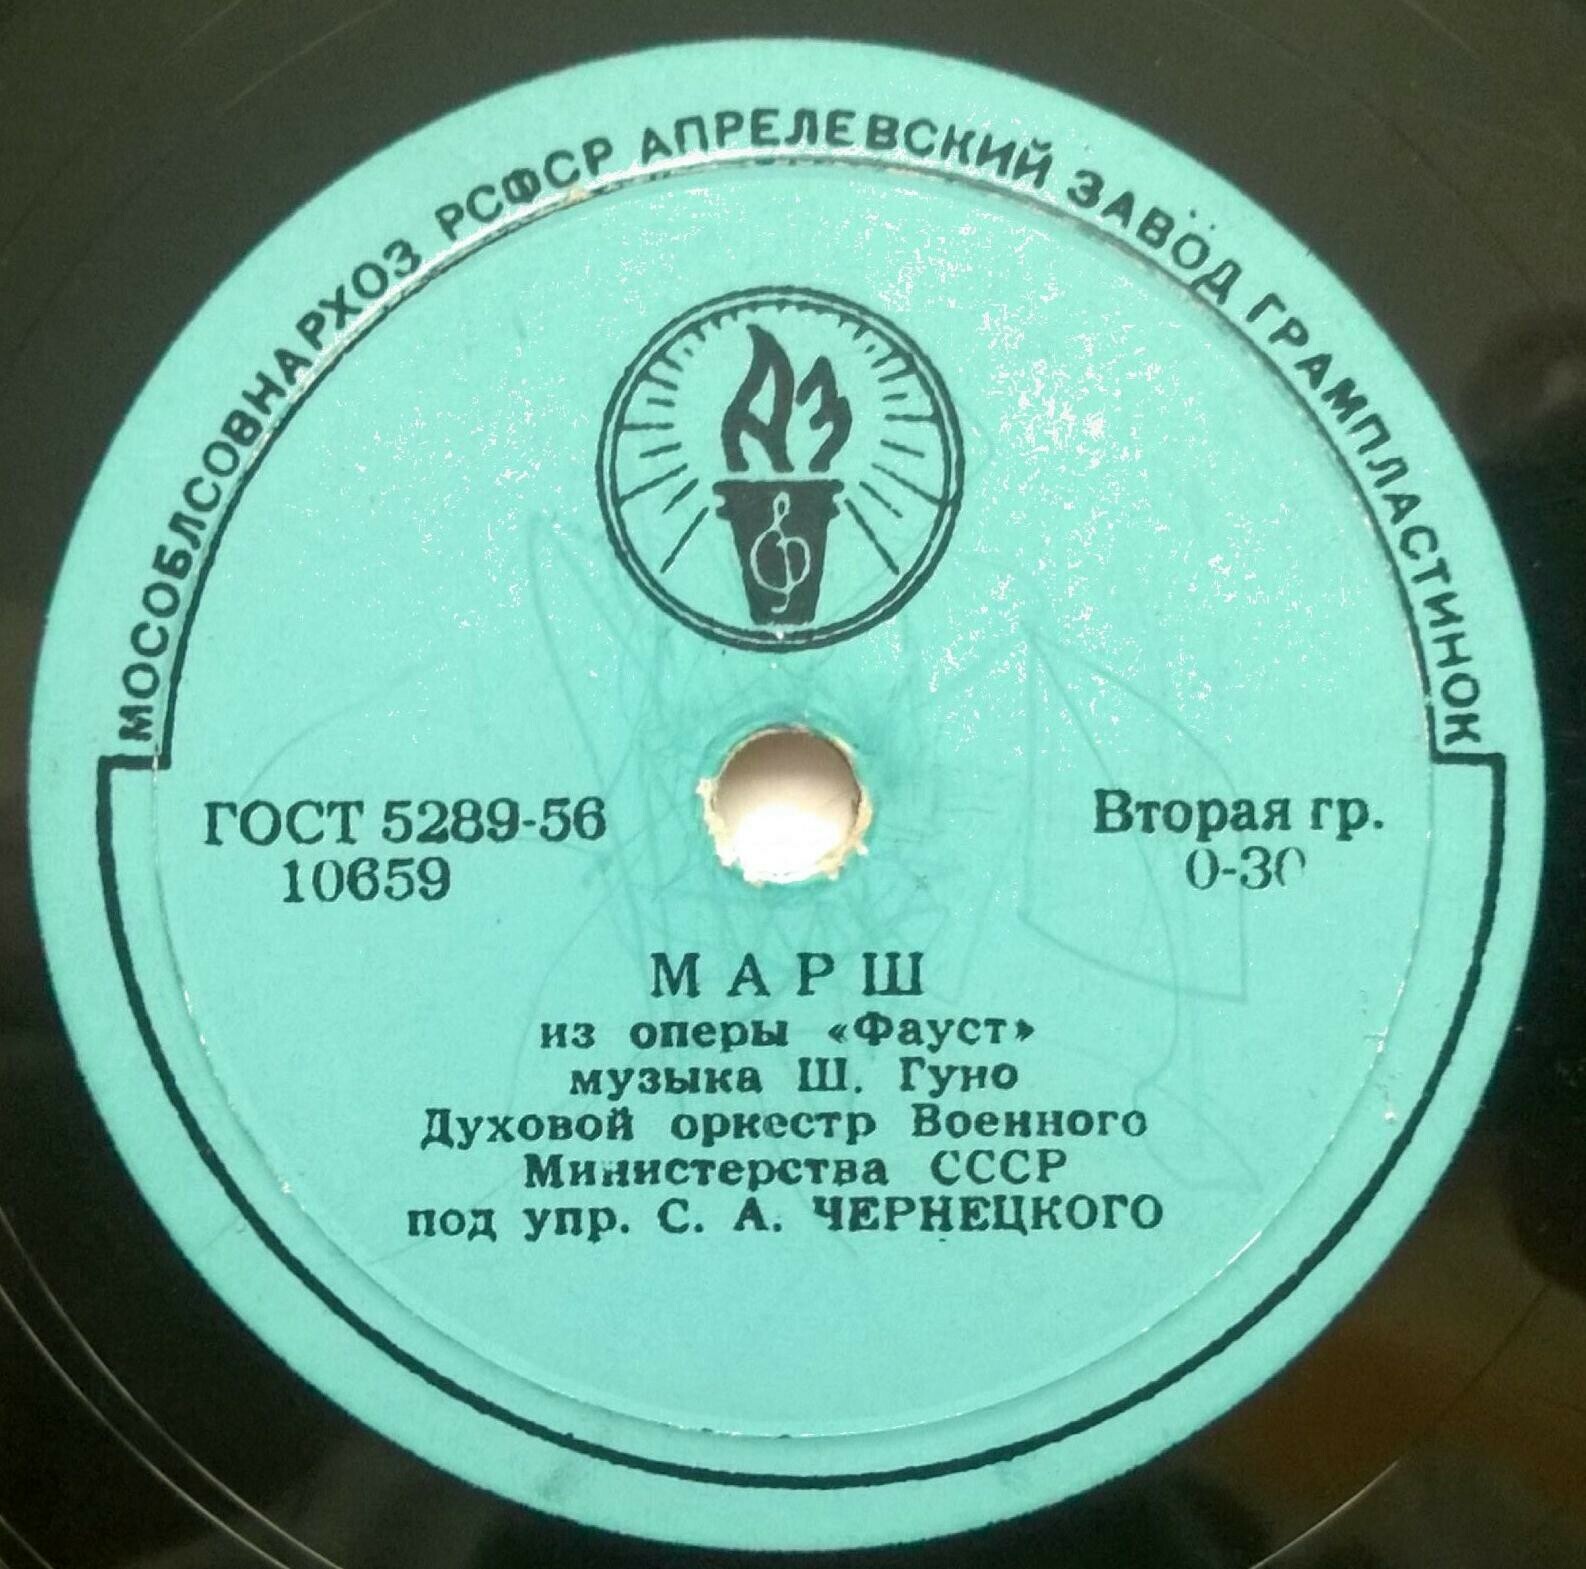 МОСОБЛСОВНАРХОЗ РСФСР АПРЕЛЕВСКИЙ ЗАВОД ГРАМПЛАСТИНОК
АЗ
ГОСТ 5289-56
10659
Вторая гр.
0-30
МАРШ
из оперы «Фауст»
музыка Ш. Гуно
Духовой оркестр Военного
Министерства СССР
под упр. С. А. ЧЕРНЕЦКОГО